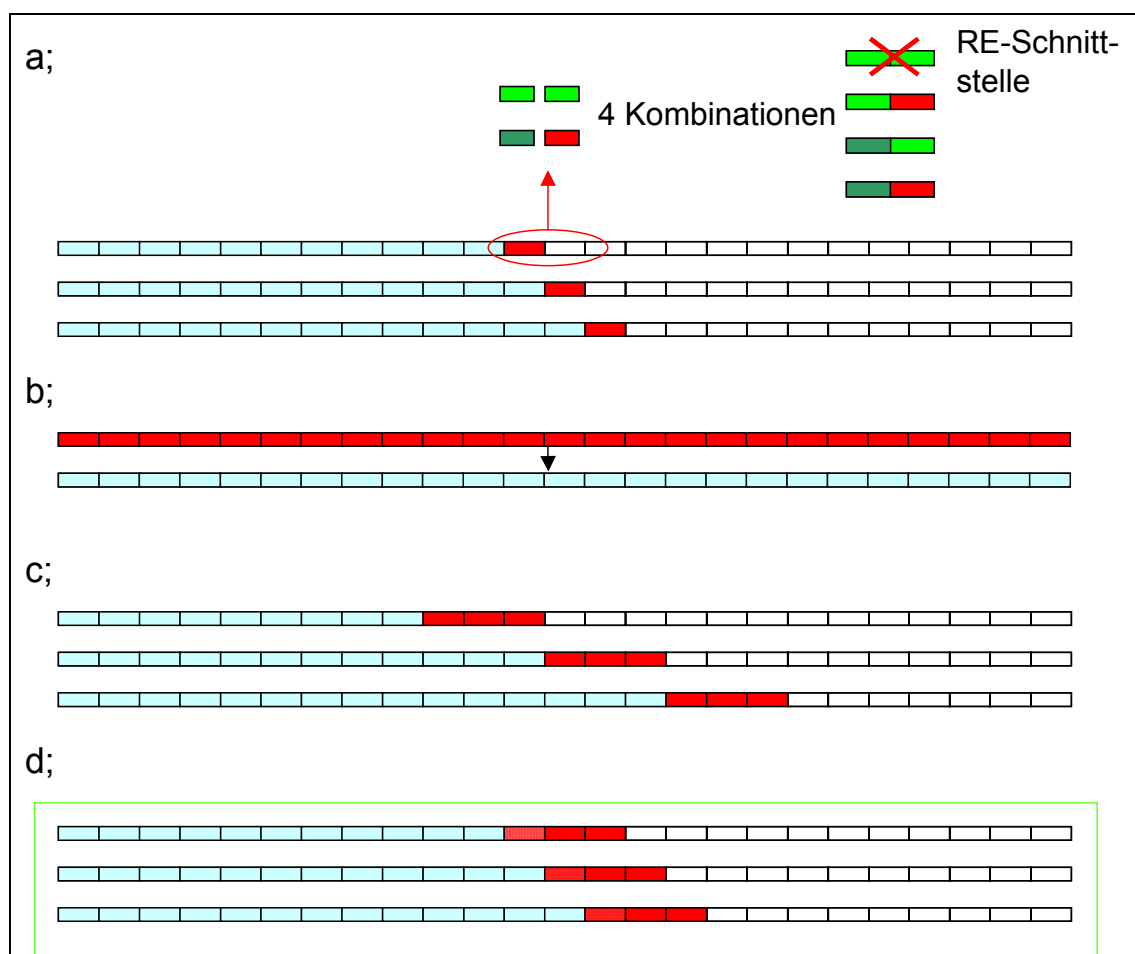 a;
RE-Schnitt-
stelle
4 Kombinationen
b;
c;
d;